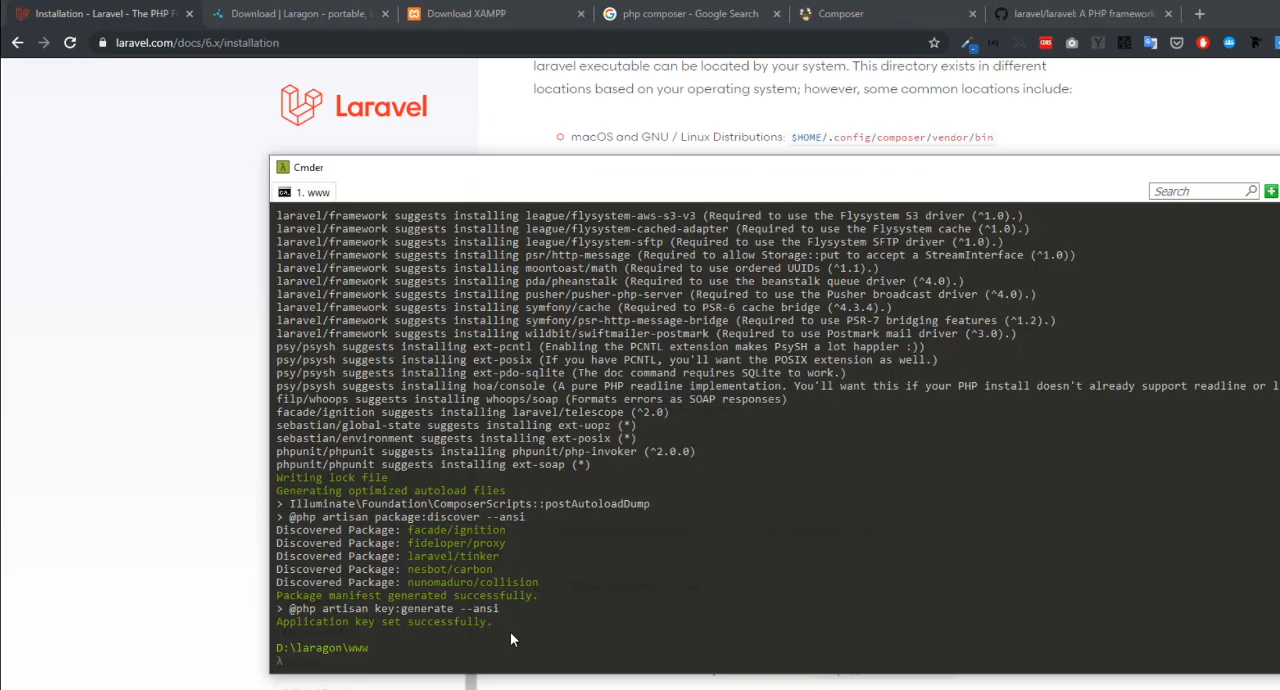 Installation - Laravel - The PHP F
Download | Laragon - portable, i
Download XAMPP
php composer - Google Search
Composer
laravel/laravel: A PHP framework
laravel.com/docs/6.x/installation
laravel executable can be located by your system. This directory exists in different
locations based on your operating system; however, some common locations include:
Laravel
macOS and GNU / Linux Distributions: $HOME/.config/composer/vendor/bin
λ Cmder
1. www
Search
laravel/framework suggests installing league/flysystem-aws-s3-v3 (Required to use the Flysystem S3 driver (^1.0).)
laravel/framework suggests installing league/flysystem-cached-adapter (Required to use the Flysystem cache (^1.0).)
laravel/framework suggests installing league/flysystem-sftp (Required to use the Flysystem SFTP driver (^1.0).)
laravel/framework suggests installing psr/http-message (Required to allow Storage::put to accept a StreamInterface (^1.0))
laravel/framework suggests installing moontoast/math (Required to use ordered UUIDs (^1.1).)
laravel/framework suggests installing pda/pheanstalk (Required to use the beanstalk queue driver (^4.0).)
laravel/framework suggests installing pusher/pusher-php-server (Required to use the Pusher broadcast driver (^4.0).)
laravel/framework suggests installing symfony/cache (Required to PSR-6 cache bridge (^4.3.4).)
laravel/framework suggests installing symfony/psr-http-message-bridge (Required to use PSR-7 bridging features (^1.2).)
laravel/framework suggests installing wildbit/swiftmailer-postmark (Required to use Postmark mail driver (^3.0).)
psy/psysh suggests installing ext-pcntl (Enabling the PCNTL extension makes PsySH a lot happier :))
psy/psysh suggests installing ext-posix (If you have PCNTL, you'll want the POSIX extension as well.)
psy/psysh suggests installing ext-pdo-sqlite (The doc command requires SQLite to work.)
psy/psysh suggests installing hoa/console (A pure PHP readline implementation. You'll want this if your PHP install doesn't already support readline or l
filp/whoops suggests installing whoops/soap (Formats errors as SOAP responses)
facade/ignition suggests installing laravel/telescope (^2.0)
sebastian/global-state suggests installing ext-uopz (*)
sebastian/environment suggests installing ext-posix (*)
phpunit/phpunit suggests installing phpunit/php-invoker (^2.0.0)
phpunit/phpunit suggests installing ext-soap (*)
Writing lock file
Generating optimized autoload files
> Illuminate\Foundation\ComposerScripts::postAutoloadDump
> @php artisan package:discover --ansi
Discovered Package: facade/ignition
Discovered Package: fideloper/proxy
Discovered Package: laravel/tinker
Discovered Package: nesbot/carbon
Discovered Package: nunomaduro/collision
Package manifest generated successfully.
> @php artisan key:generate --ansi
Application key set successfully.
D:\laragon\www
λ